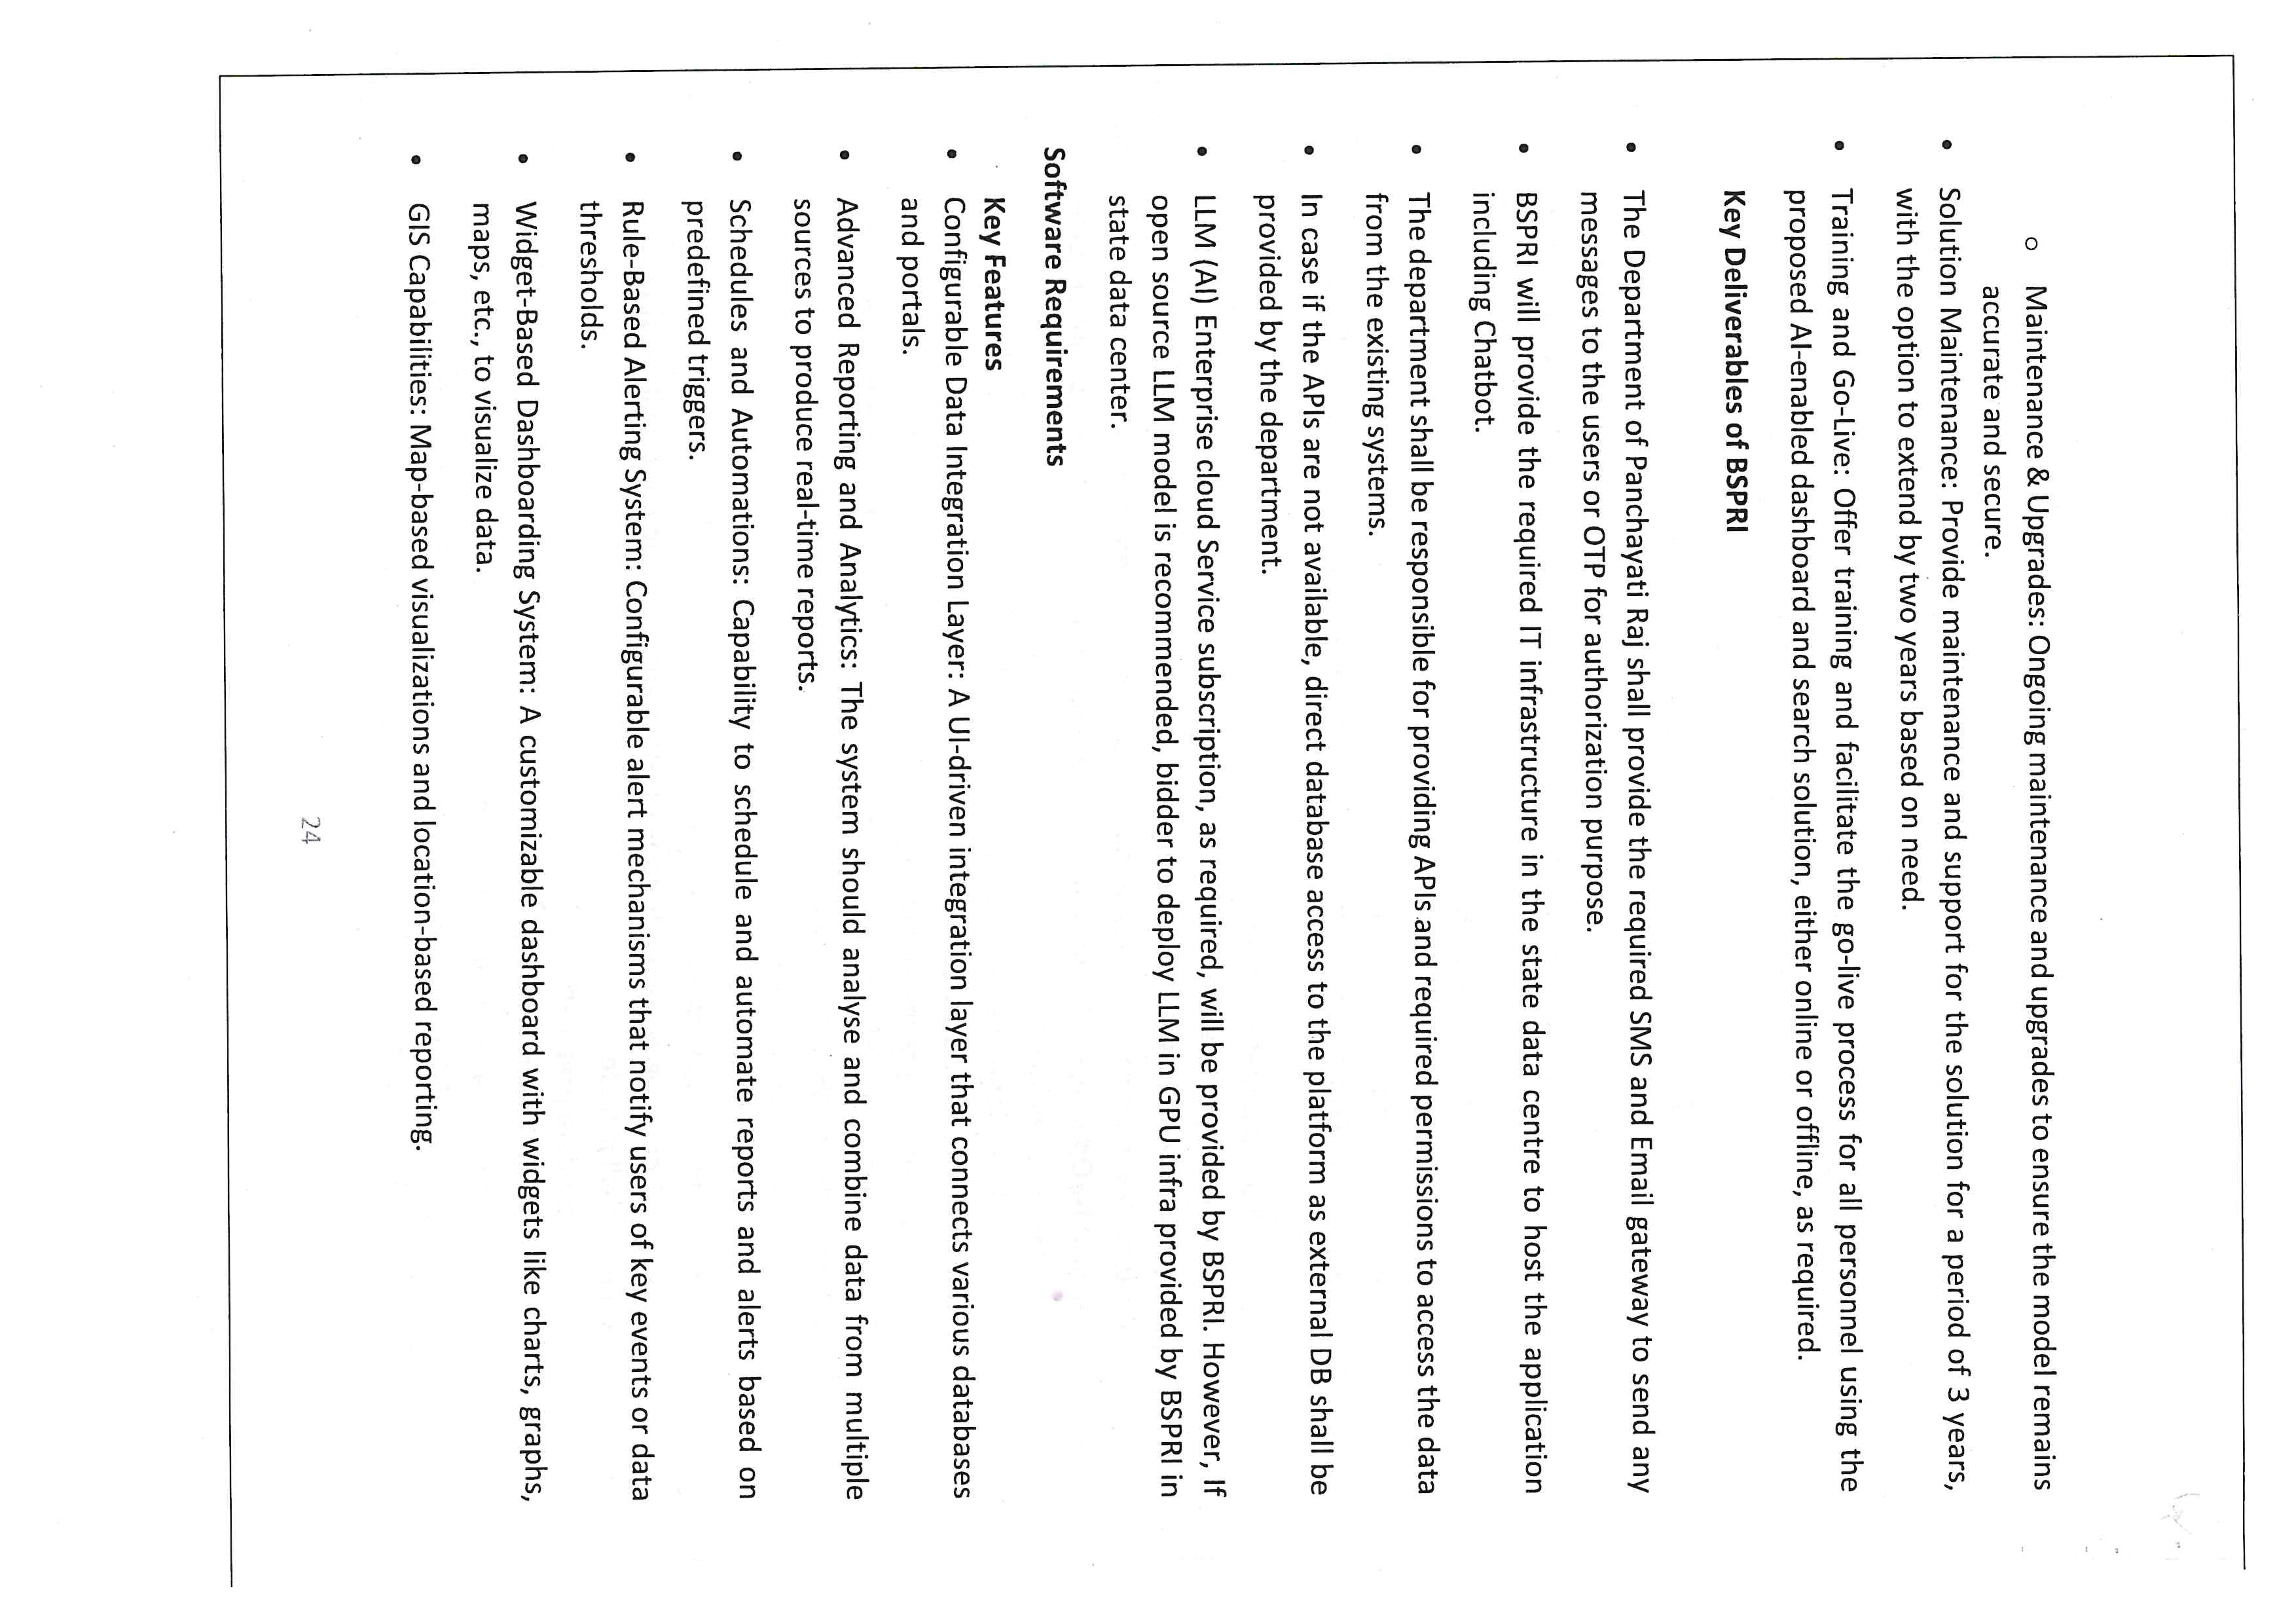 ○ Maintenance & Upgrades: Ongoing maintenance and upgrades to ensure the model remains
accurate and secure.
• Solution Maintenance: Provide maintenance and support for the solution for a period of 3 years,
with the option to extend by two years based on need.
• Training and Go-Live: Offer training and facilitate the go-live process for all personnel using the
proposed AI-enabled dashboard and search solution, either online or offline, as required.
Key Deliverables of BSPRI
• The Department of Panchayati Raj shall provide the required SMS and Email gateway to send any
messages to the users or OTP for authorization purpose.
• BSPRI will provide the required IT infrastructure in the state data centre to host the application
including Chatbot.
• The department shall be responsible for providing APIs and required permissions to access the data
from the existing systems.
• In case if the APIs are not available, direct database access to the platform as external DB shall be
provided by the department.
• LLM (AI) Enterprise cloud Service subscription, as required, will be provided by BSPRI. However, If
open source LLM model is recommended, bidder to deploy LLM in GPU infra provided by BSPRI in
state data center.
Software Requirements
Key Features
• Configurable Data Integration Layer: A UI-driven integration layer that connects various databases
and portals.
• Advanced Reporting and Analytics: The system should analyse and combine data from multiple
sources to produce real-time reports.
• Schedules and Automations: Capability to schedule and automate reports and alerts based on
predefined triggers.
• Rule-Based Alerting System: Configurable alert mechanisms that notify users of key events or data
thresholds.
• Widget-Based Dashboarding System: A customizable dashboard with widgets like charts, graphs,
maps, etc., to visualize data.
• GIS Capabilities: Map-based visualizations and location-based reporting.
24